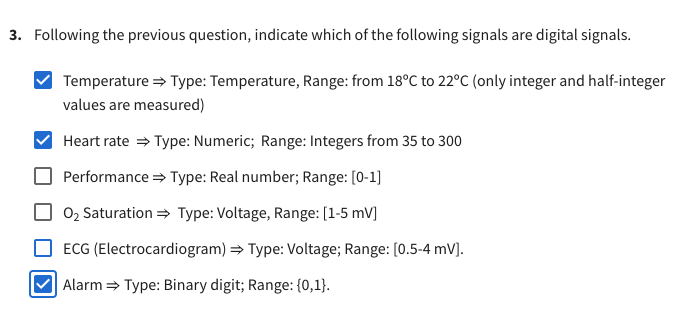 3. Following the previous question, indicate which of the following signals are digital signals.
Temperature ⇒ Type: Temperature, Range: from 18ºC to 22ºC (only integer and half-integer
values are measured)
Heart rate ⇒ Type: Numeric; Range: Integers from 35 to 300
Performance ⇒ Type: Real number; Range: [0-1]
O₂ Saturation ⇒ Type: Voltage, Range: [1-5 mV]
ECG (Electrocardiogram) ⇒ Type: Voltage; Range: [0.5-4 mV].
Alarm ⇒ Type: Binary digit; Range: {0,1}.